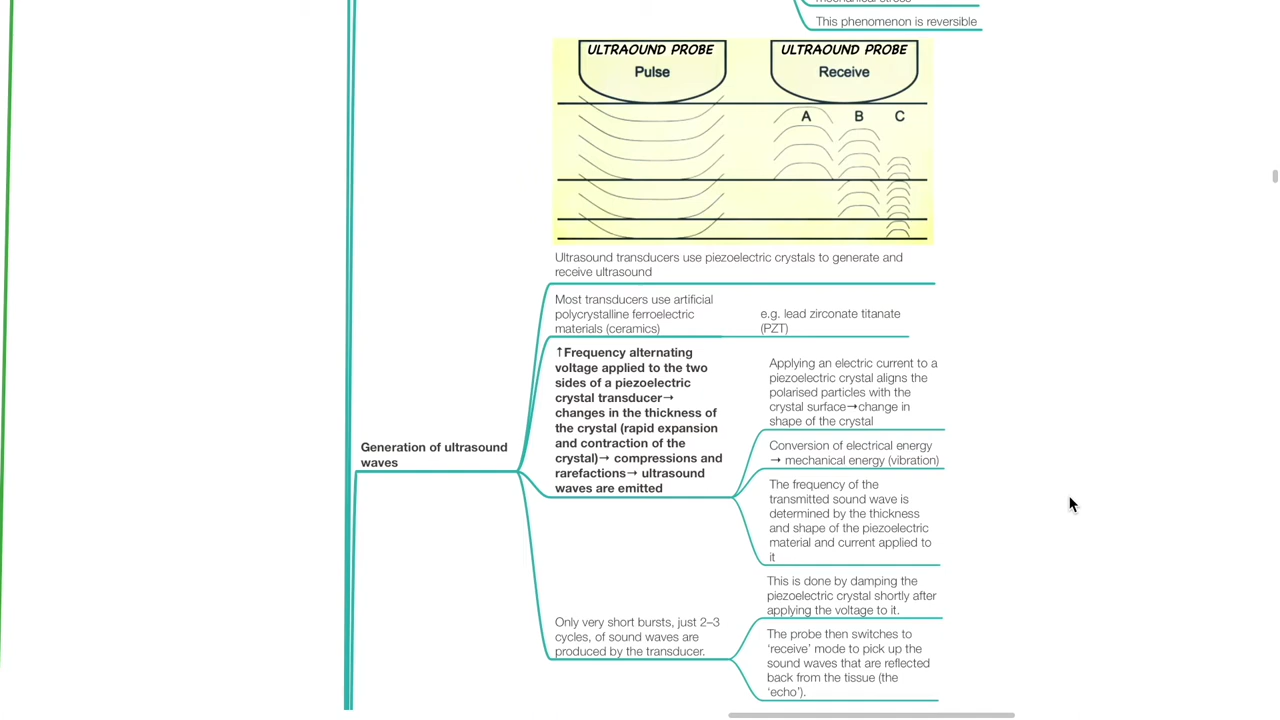 mechanical stress
This phenomenon is reversible
ULTRAOUND PROBE
Pulse
ULTRAOUND PROBE
Receive
A
B
C
Ultrasound transducers use piezoelectric crystals to generate and
receive ultrasound
Most transducers use artificial
polycrystalline ferroelectric
materials (ceramics)
e.g. lead zirconate titanate
(PZT)
↑Frequency alternating
voltage applied to the two
sides of a piezoelectric
crystal transducer→
changes in the thickness of
the crystal (rapid expansion
and contraction of the
crystal)→ compressions and
rarefactions→ ultrasound
waves are emitted
Applying an electric current to a
piezoelectric crystal aligns the
polarised particles with the
crystal surface→change in
shape of the crystal
Conversion of electrical energy
→ mechanical energy (vibration)
The frequency of the
transmitted sound wave is
determined by the thickness
and shape of the piezoelectric
material and current applied to
it
Generation of ultrasound
waves
Only very short bursts, just 2–3
cycles, of sound waves are
produced by the transducer.
This is done by damping the
piezoelectric crystal shortly after
applying the voltage to it.
The probe then switches to
‘receive’ mode to pick up the
sound waves that are reflected
back from the tissue (the
‘echo’).